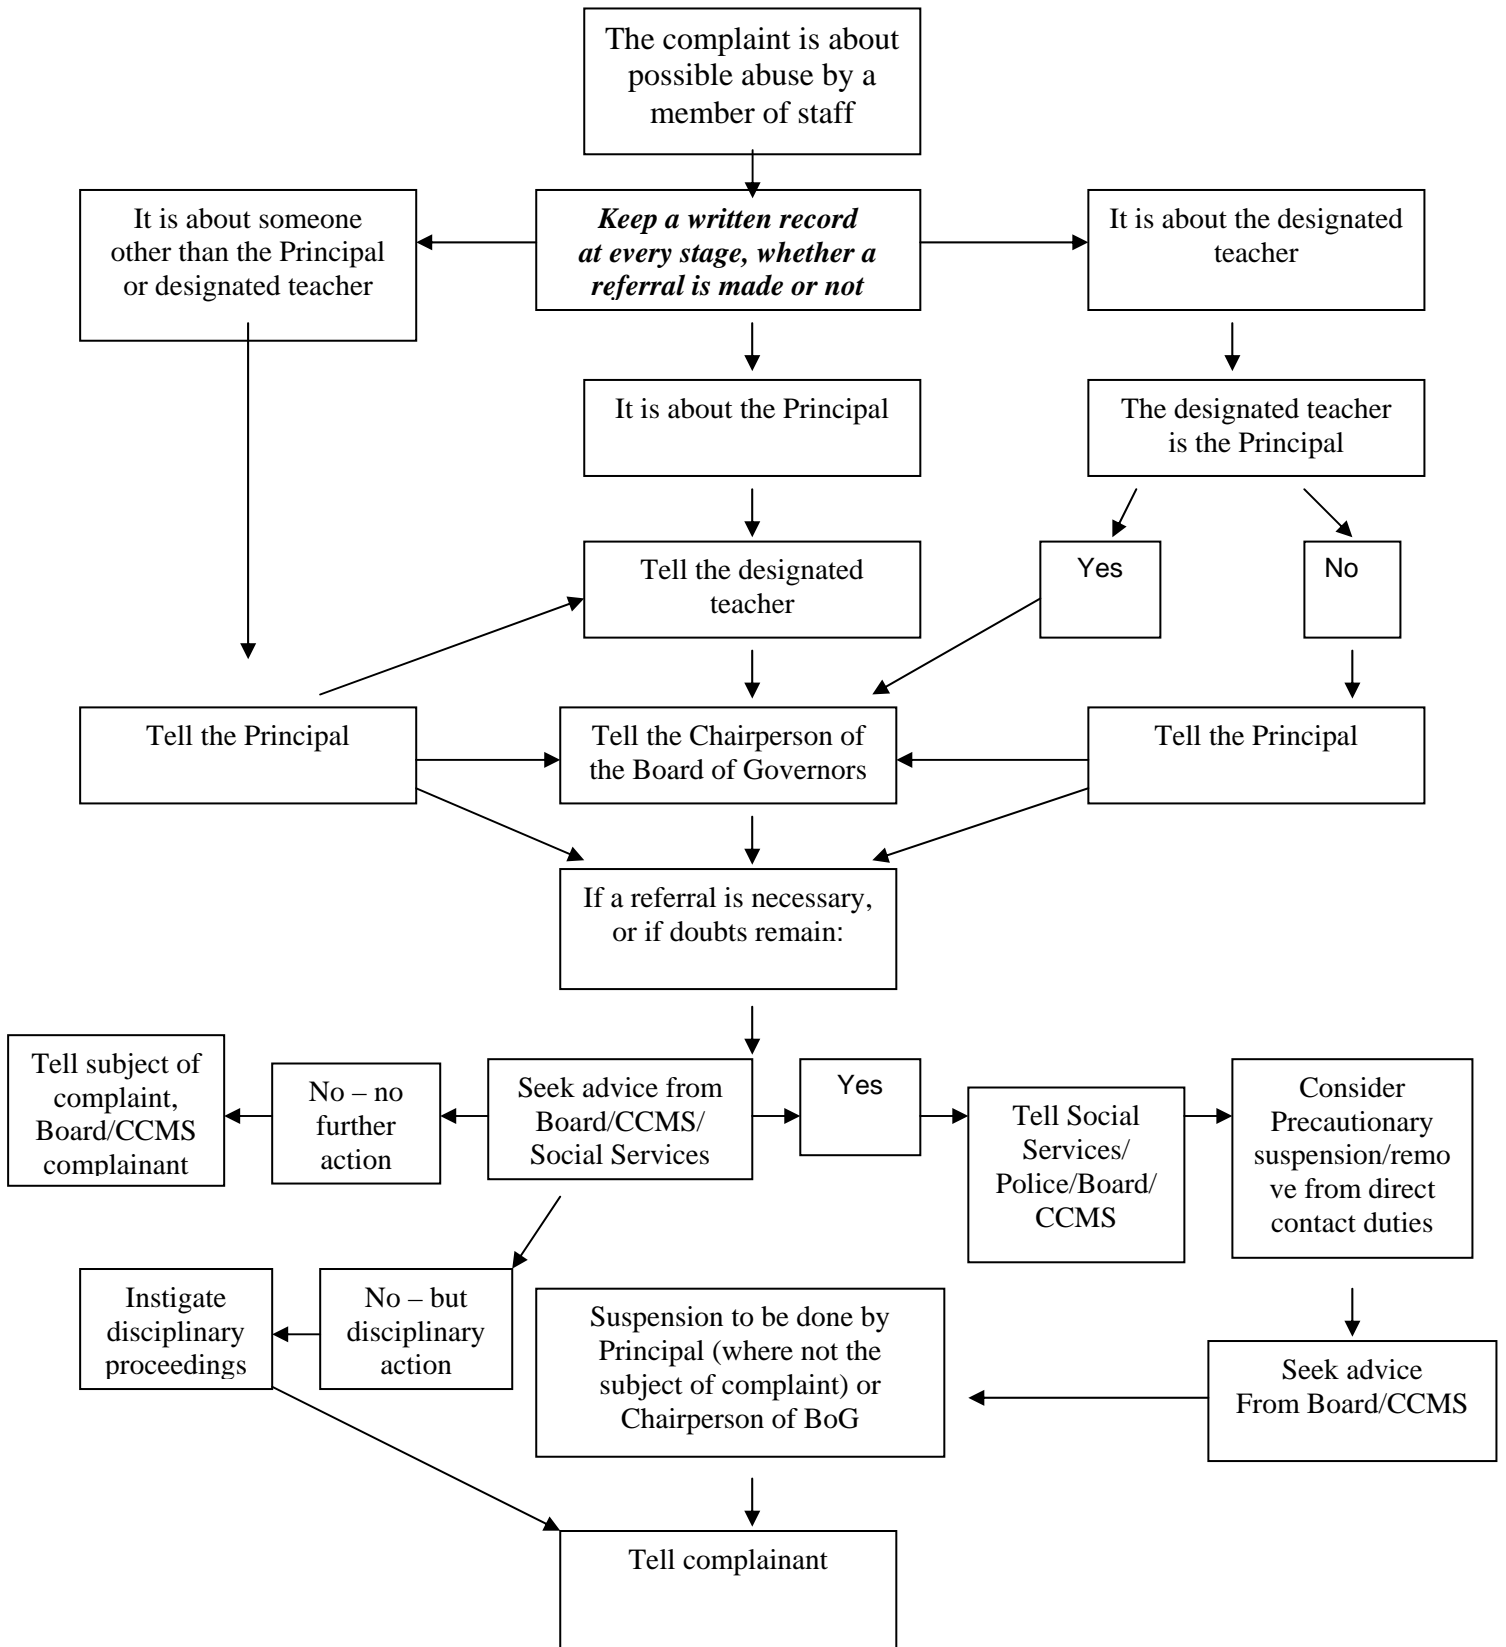 The complaint is about
possible abuse by a
member of staff
It is about someone
other than the Principal
or designated teacher
Keep a written record
at every stage, whether a
referral is made or not
It is about the designated
teacher
It is about the Principal
The designated teacher
is the Principal
Tell the designated
teacher
Yes
No
Tell the Principal
Tell the Chairperson of
the Board of Governors
Tell the Principal
If a referral is necessary,
or if doubts remain:
Tell subject of
complaint,
Board/CCMS
complainant
No – no
further
action
Seek advice from
Board/CCMS/
Social Services
Yes
Tell Social
Services/
Police/Board/
CCMS
Consider
Precautionary
suspension/remo
ve from direct
contact duties
Instigate
disciplinary
proceedings
No – but
disciplinary
action
Suspension to be done by
Principal (where not the
subject of complaint) or
Chairperson of BoG
Seek advice
From Board/CCMS
Tell complainant